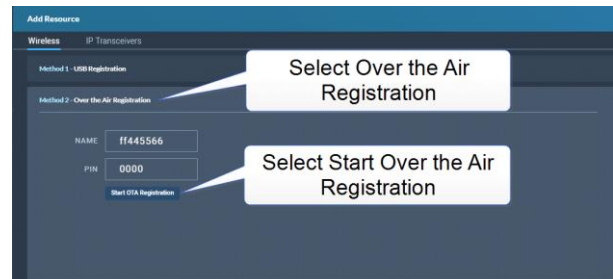 Add Resource
Wireless IP Transceivers
Method 1 - USB Registration
Select Over the Air
Registration
Method 2 - Over the Air Registration
NAME ff445566
PIN 0000
Select Start Over the Air
Registration
Start OTA Registration